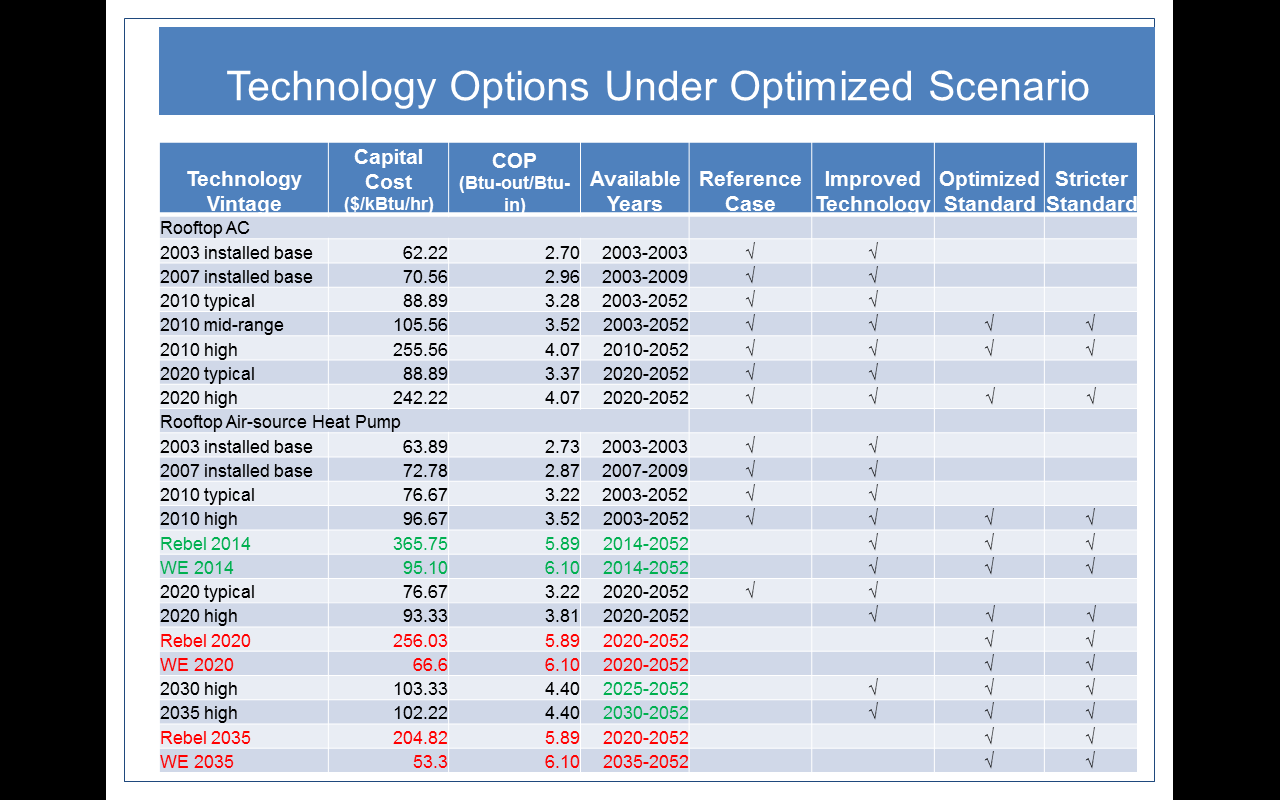 Technology Options Under Optimized Scenario
Technology Vintage | Capital Cost ($/kBtu/hr) | COP (Btu-out/Btu-in) | Available Years | Reference Case | Improved Technology | Optimized Standard | Stricter Standard
Rooftop AC
2003 installed base 62.22 2.70 2003-2003 √ √
2007 installed base 70.56 2.96 2003-2009 √ √
2010 typical 88.89 3.28 2003-2052 √ √
2010 mid-range 105.56 3.52 2003-2052 √ √ √ √
2010 high 255.56 4.07 2010-2052 √ √ √ √
2020 typical 88.89 3.37 2020-2052 √ √
2020 high 242.22 4.07 2020-2052 √ √ √ √
Rooftop Air-source Heat Pump
2003 installed base 63.89 2.73 2003-2003 √ √
2007 installed base 72.78 2.87 2007-2009 √ √
2010 typical 76.67 3.22 2003-2052 √ √
2010 high 96.67 3.52 2003-2052 √ √ √ √
Rebel 2014 365.75 5.89 2014-2052 √ √ √
WE 2014 95.10 6.10 2014-2052 √ √ √
2020 typical 76.67 3.22 2020-2052 √ √
2020 high 93.33 3.81 2020-2052 √ √ √
Rebel 2020 256.03 5.89 2020-2052 √ √
WE 2020 66.6 6.10 2020-2052 √ √
2030 high 103.33 4.40 2025-2052 √ √ √
2035 high 102.22 4.40 2030-2052 √ √ √
Rebel 2035 204.82 5.89 2020-2052 √ √
WE 2035 53.3 6.10 2035-2052 √ √